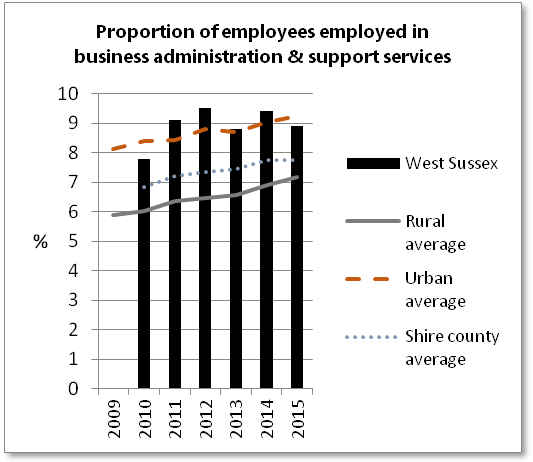 Proportion of employees employed in
business administration & support services
10
9
8
7
6
5
4
3
2
1
0
%
2009
2010
2011
2012
2013
2014
2015
West Sussex
Rural
average
Urban
average
Shire county
average